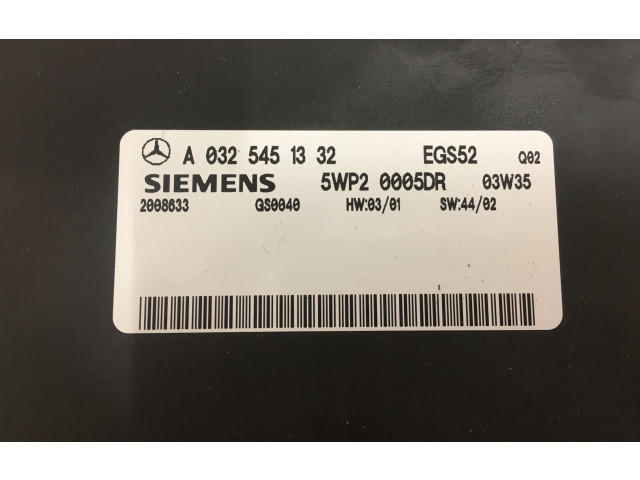 A 032 545 13 32 EGS52 Q02
SIEMENS 5WP2 0005DR 03W35
2008633 GS0040 HW:03/01 SW:44/02